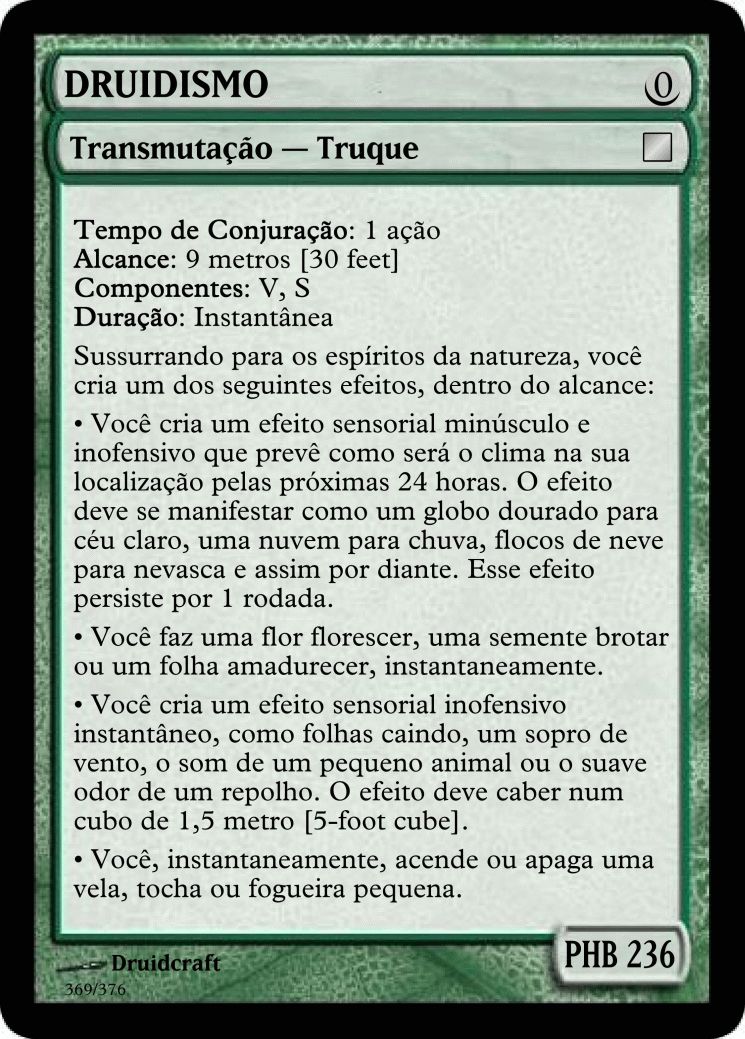 DRUIDISMO 0
Transmutação — Truque
Tempo de Conjuração: 1 ação
Alcance: 9 metros [30 feet]
Componentes: V, S
Duração: Instantânea
Sussurrando para os espíritos da natureza, você
cria um dos seguintes efeitos, dentro do alcance:
• Você cria um efeito sensorial minúsculo e
inofensivo que prevê como será o clima na sua
localização pelas próximas 24 horas. O efeito
deve se manifestar como um globo dourado para
céu claro, uma nuvem para chuva, flocos de neve
para nevasca e assim por diante. Esse efeito
persiste por 1 rodada.
• Você faz uma flor florescer, uma semente brotar
ou um folha amadurecer, instantaneamente.
• Você cria um efeito sensorial inofensivo
instantâneo, como folhas caindo, um sopro de
vento, o som de um pequeno animal ou o suave
odor de um repolho. O efeito deve caber num
cubo de 1,5 metro [5-foot cube].
• Você, instantaneamente, acende ou apaga uma
vela, tocha ou fogueira pequena.
PHB 236
Druidcraft
369/376